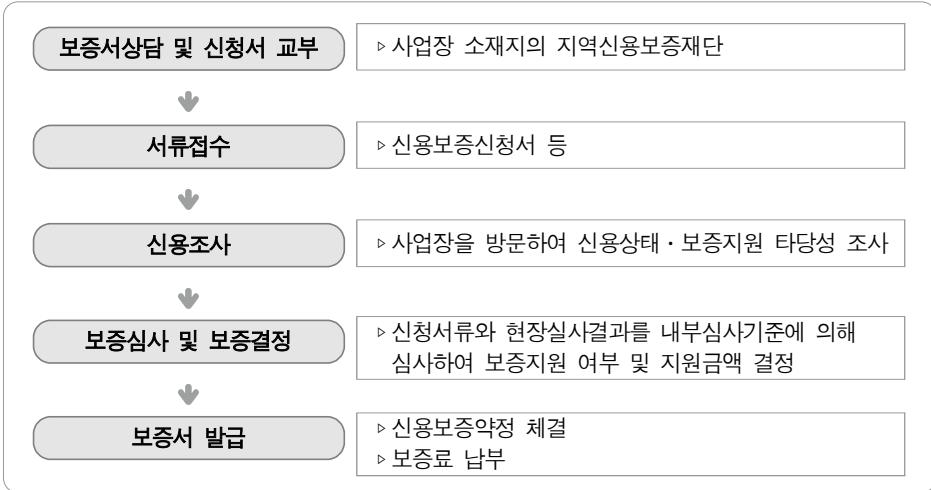 보증서상담 및 신청서 교부
▹사업장 소재지의 지역신용보증재단
서류접수
▹신용보증신청서 등
신용조사
▹사업장을 방문하여 신용상태·보증지원 타당성 조사
보증심사 및 보증결정
▹신청서류와 현장실사결과를 내부심사기준에 의해
심사하여 보증지원 여부 및 지원금액 결정
보증서 발급
▹신용보증약정 체결
▹보증료 납부